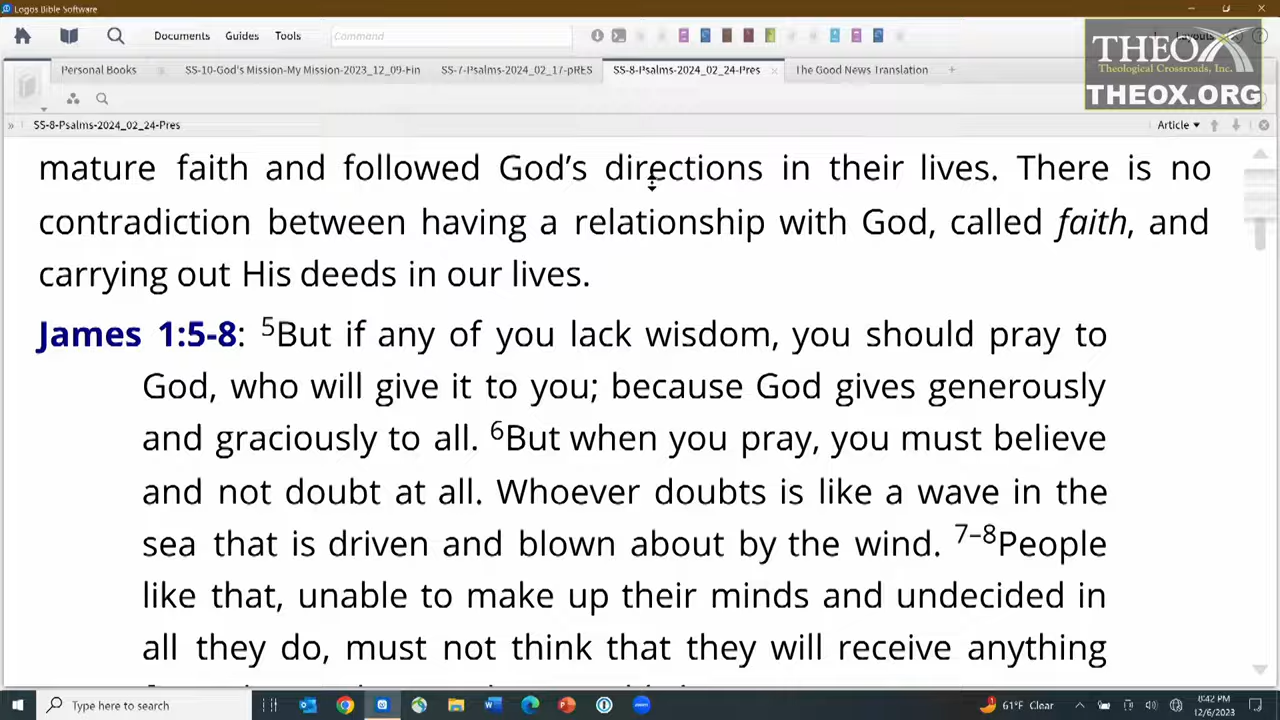 Logos Bible Software
Documents Guides Tools Command
THEOX
Theological Crossroads, Inc.
THEOX.ORG
Personal Books SS-10-God's Mission-My Mission-2023_12_09-Fin 24_02_17-pRES SS-8-Psalms-2024_02_24-Pres The Good News Translation
SS-8-Psalms-2024_02_24-Pres Article
mature faith and followed God's directions in their lives. There is no
contradiction between having a relationship with God, called faith, and
carrying out His deeds in our lives.
James 1:5-8: 5But if any of you lack wisdom, you should pray to
God, who will give it to you; because God gives generously
and graciously to all. 6But when you pray, you must believe
and not doubt at all. Whoever doubts is like a wave in the
sea that is driven and blown about by the wind. 7–8People
like that, unable to make up their minds and undecided in
all they do, must not think that they will receive anything
Type here to search 61°F Clear 8:42 PM
12/6/2023